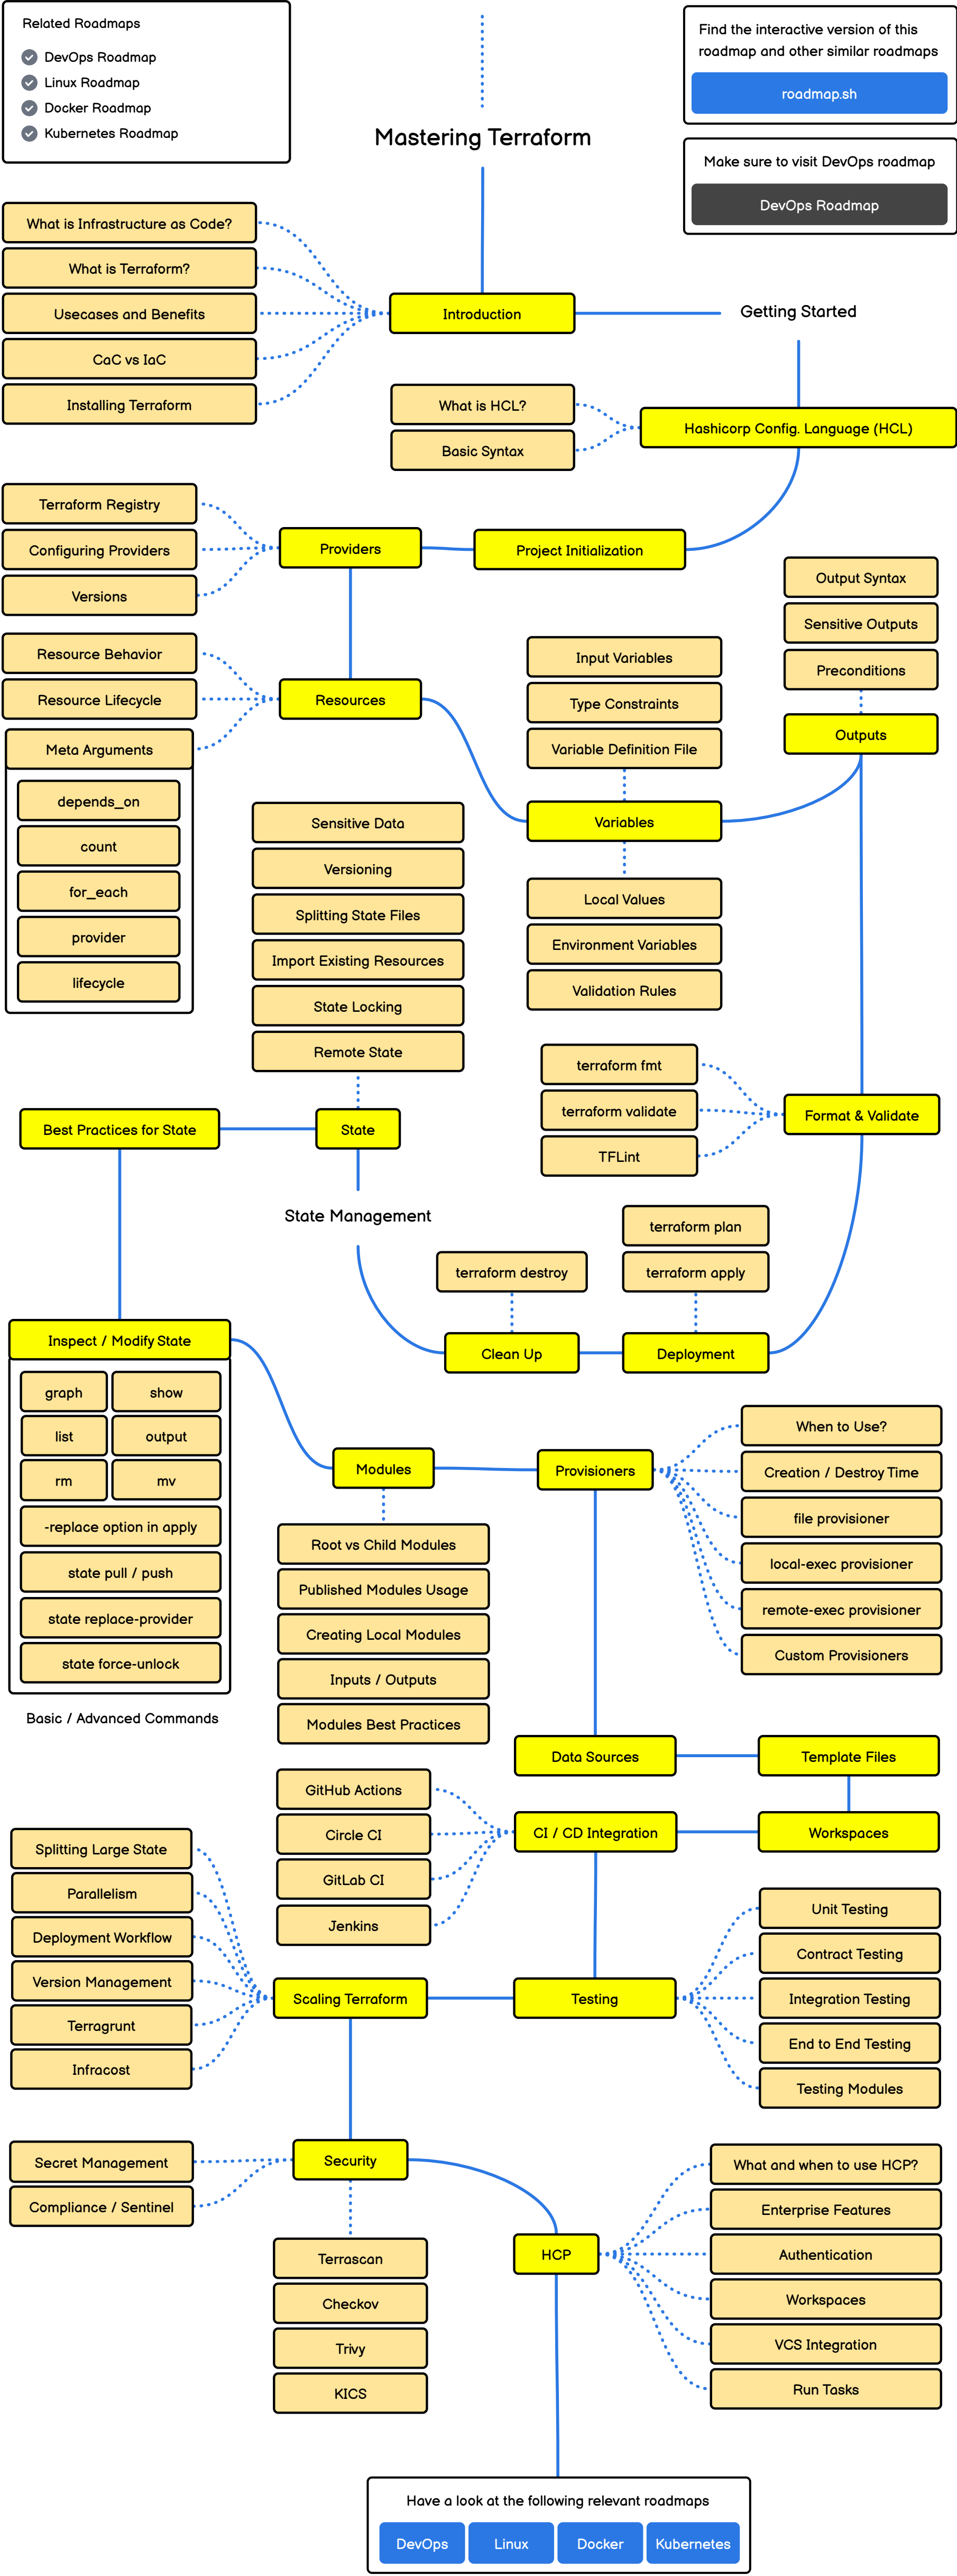 Related Roadmaps
DevOps Roadmap
Linux Roadmap
Docker Roadmap
Kubernetes Roadmap
Find the interactive version of this
roadmap and other similar roadmaps
roadmap.sh
Make sure to visit DevOps roadmap
DevOps Roadmap
Mastering Terraform
What is Infrastructure as Code?
What is Terraform?
Usecases and Benefits
CaC vs IaC
Installing Terraform
Introduction
Getting Started
What is HCL?
Basic Syntax
Hashicorp Config. Language (HCL)
Terraform Registry
Configuring Providers
Versions
Providers
Project Initialization
Output Syntax
Sensitive Outputs
Preconditions
Outputs
Resource Behavior
Resource Lifecycle
Meta Arguments
depends_on
count
for_each
provider
lifecycle
Resources
Input Variables
Type Constraints
Variable Definition File
Variables
Local Values
Environment Variables
Validation Rules
Sensitive Data
Versioning
Splitting State Files
Import Existing Resources
State Locking
Remote State
terraform fmt
terraform validate
TFLint
Format & Validate
Best Practices for State
State
State Management
terraform plan
terraform apply
terraform destroy
Clean Up
Deployment
Inspect / Modify State
graph
show
list
output
rm
mv
-replace option in apply
state pull / push
state replace-provider
state force-unlock
Basic / Advanced Commands
Modules
Root vs Child Modules
Published Modules Usage
Creating Local Modules
Inputs / Outputs
Modules Best Practices
Provisioners
When to Use?
Creation / Destroy Time
file provisioner
local-exec provisioner
remote-exec provisioner
Custom Provisioners
Data Sources
Template Files
GitHub Actions
Circle CI
GitLab CI
Jenkins
CI / CD Integration
Workspaces
Splitting Large State
Parallelism
Deployment Workflow
Version Management
Terragrunt
Infracost
Scaling Terraform
Testing
Unit Testing
Contract Testing
Integration Testing
End to End Testing
Testing Modules
Secret Management
Compliance / Sentinel
Security
Terrascan
Checkov
Trivy
KICS
HCP
What and when to use HCP?
Enterprise Features
Authentication
Workspaces
VCS Integration
Run Tasks
Have a look at the following relevant roadmaps
DevOps
Linux
Docker
Kubernetes